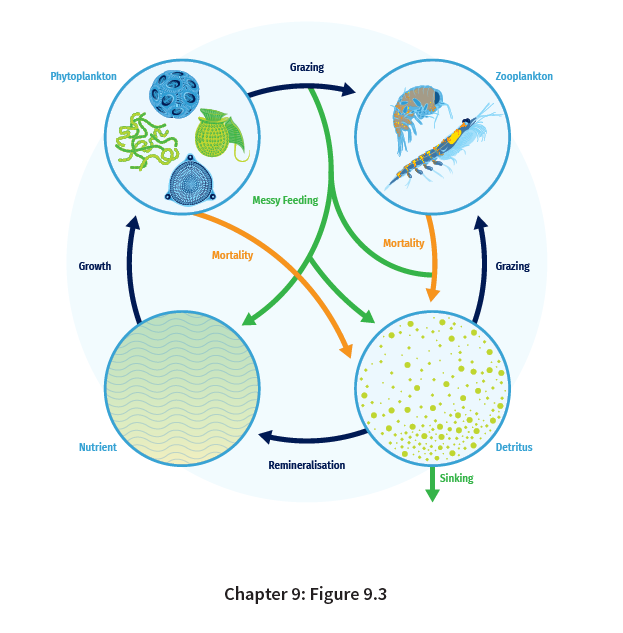 Grazing
Phytoplankton
Zooplankton
Messy Feeding
Mortality
Mortality
Growth
Grazing
Nutrient
Detritus
Remineralisation
Sinking
Chapter 9: Figure 9.3